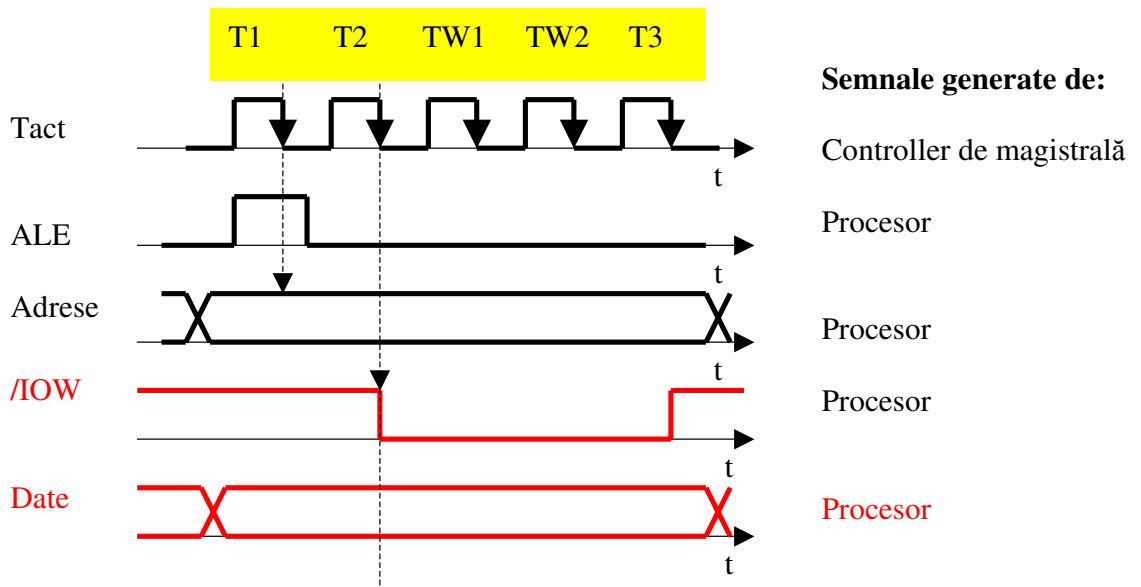 T1 T2 TW1 TW2 T3
Semnale generate de:
Tact
Controller de magistrală
t
ALE
Procesor
t
Adrese
Procesor
t
/IOW
Procesor
t
Date
Procesor
t